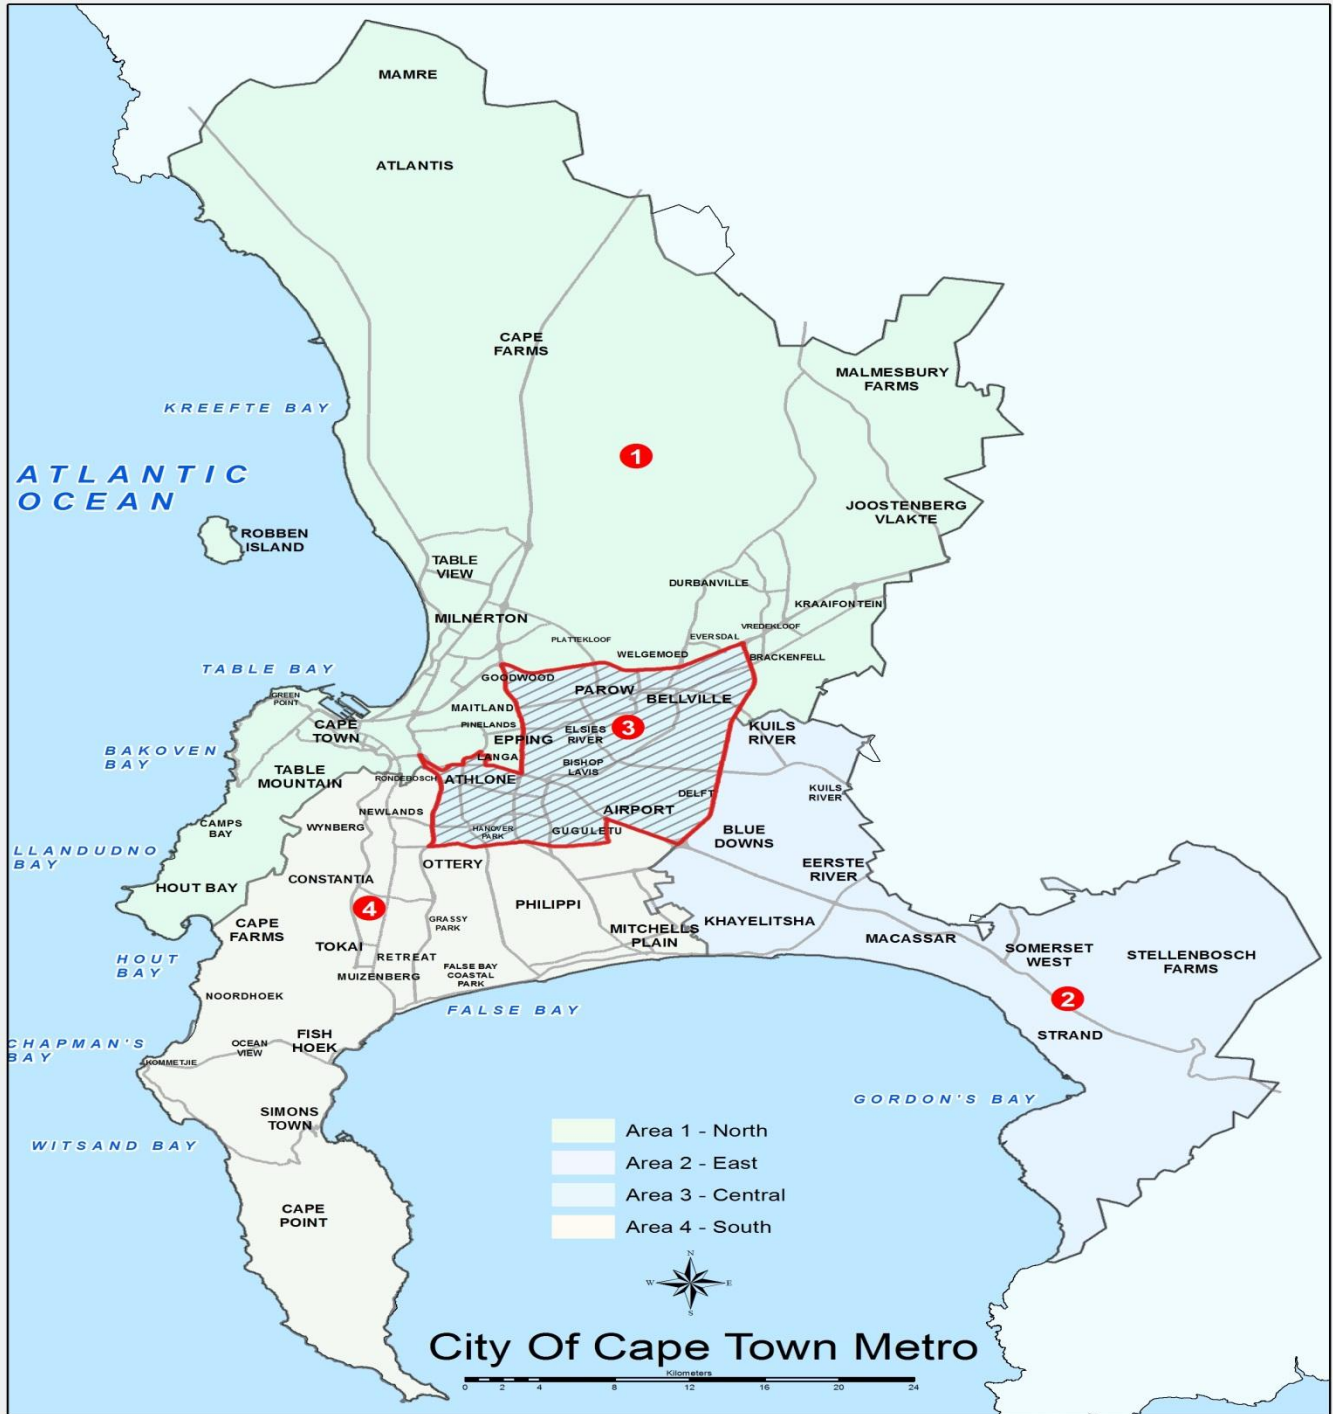 MAMRE
ATLANTIS
CAPE
FARMS
MALMESBURY
FARMS
KREEFTE BAY
1
ATLANTIC
OCEAN
JOOSTENBERG
VLAKTE
ROBBEN
ISLAND
TABLE
VIEW
DURBANVILLE
KRAAIFONTEIN
MILNERTON
VREDEKLOOF
PLATTEKLOOF
EVERSDAL
WELGEMOED
BRACKENFELL
TABLE BAY
GOODWOOD
PAROW
BELLVILLE
GREEN
POINT
MAITLAND
CAPE
TOWN
PINELANDS
ELSIES
RIVER
3
KUILS
RIVER
EPPING
BAKOVEN
BAY
LANGA
BISHOP
LAVIS
TABLE
MOUNTAIN
RONDEBOSCH
ATHLONE
KUILS
RIVER
DELFT
AIRPORT
NEWLANDS
CAMPS
BAY
WYNBERG
HANOVER
PARK
GUGULETU
BLUE
DOWNS
LLANDUDNO
BAY
OTTERY
EERSTE
RIVER
HOUT BAY
CONSTANTIA
4
PHILIPPI
CAPE
FARMS
GRASSY
PARK
KHAYELITSHA
MITCHELLS
PLAIN
TOKAI
MACASSAR
SOMERSET
WEST
STELLENBOSCH
FARMS
HOUT
BAY
RETREAT
MUIZENBERG
FALSE BAY
COASTAL
PARK
NOORDHOEK
2
FALSE BAY
STRAND
CHAPMAN'S
BAY
OCEAN
VIEW
FISH
HOEK
KOMMETJIE
GORDON'S BAY
SIMONS
TOWN
WITSAND BAY
CAPE
POINT
Area 1 - North
Area 2 - East
Area 3 - Central
Area 4 - South
N
W
E
S
City Of Cape Town Metro
Kilometers
0 2 4 8 12 16 20 24